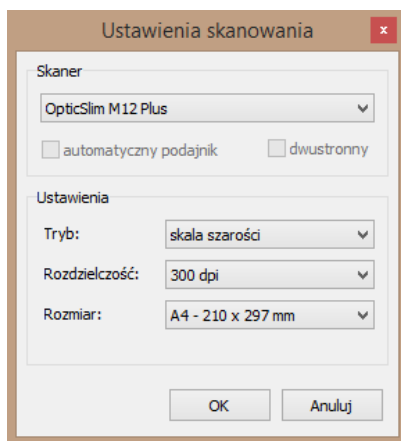 Ustawienia skanowania
x
Skaner
OpticSlim M12 Plus
automatyczny podajnik dwustronny
Ustawienia
Tryb: skala szarości
Rozdzielczość: 300 dpi
Rozmiar: A4 - 210 x 297 mm
OK Anuluj